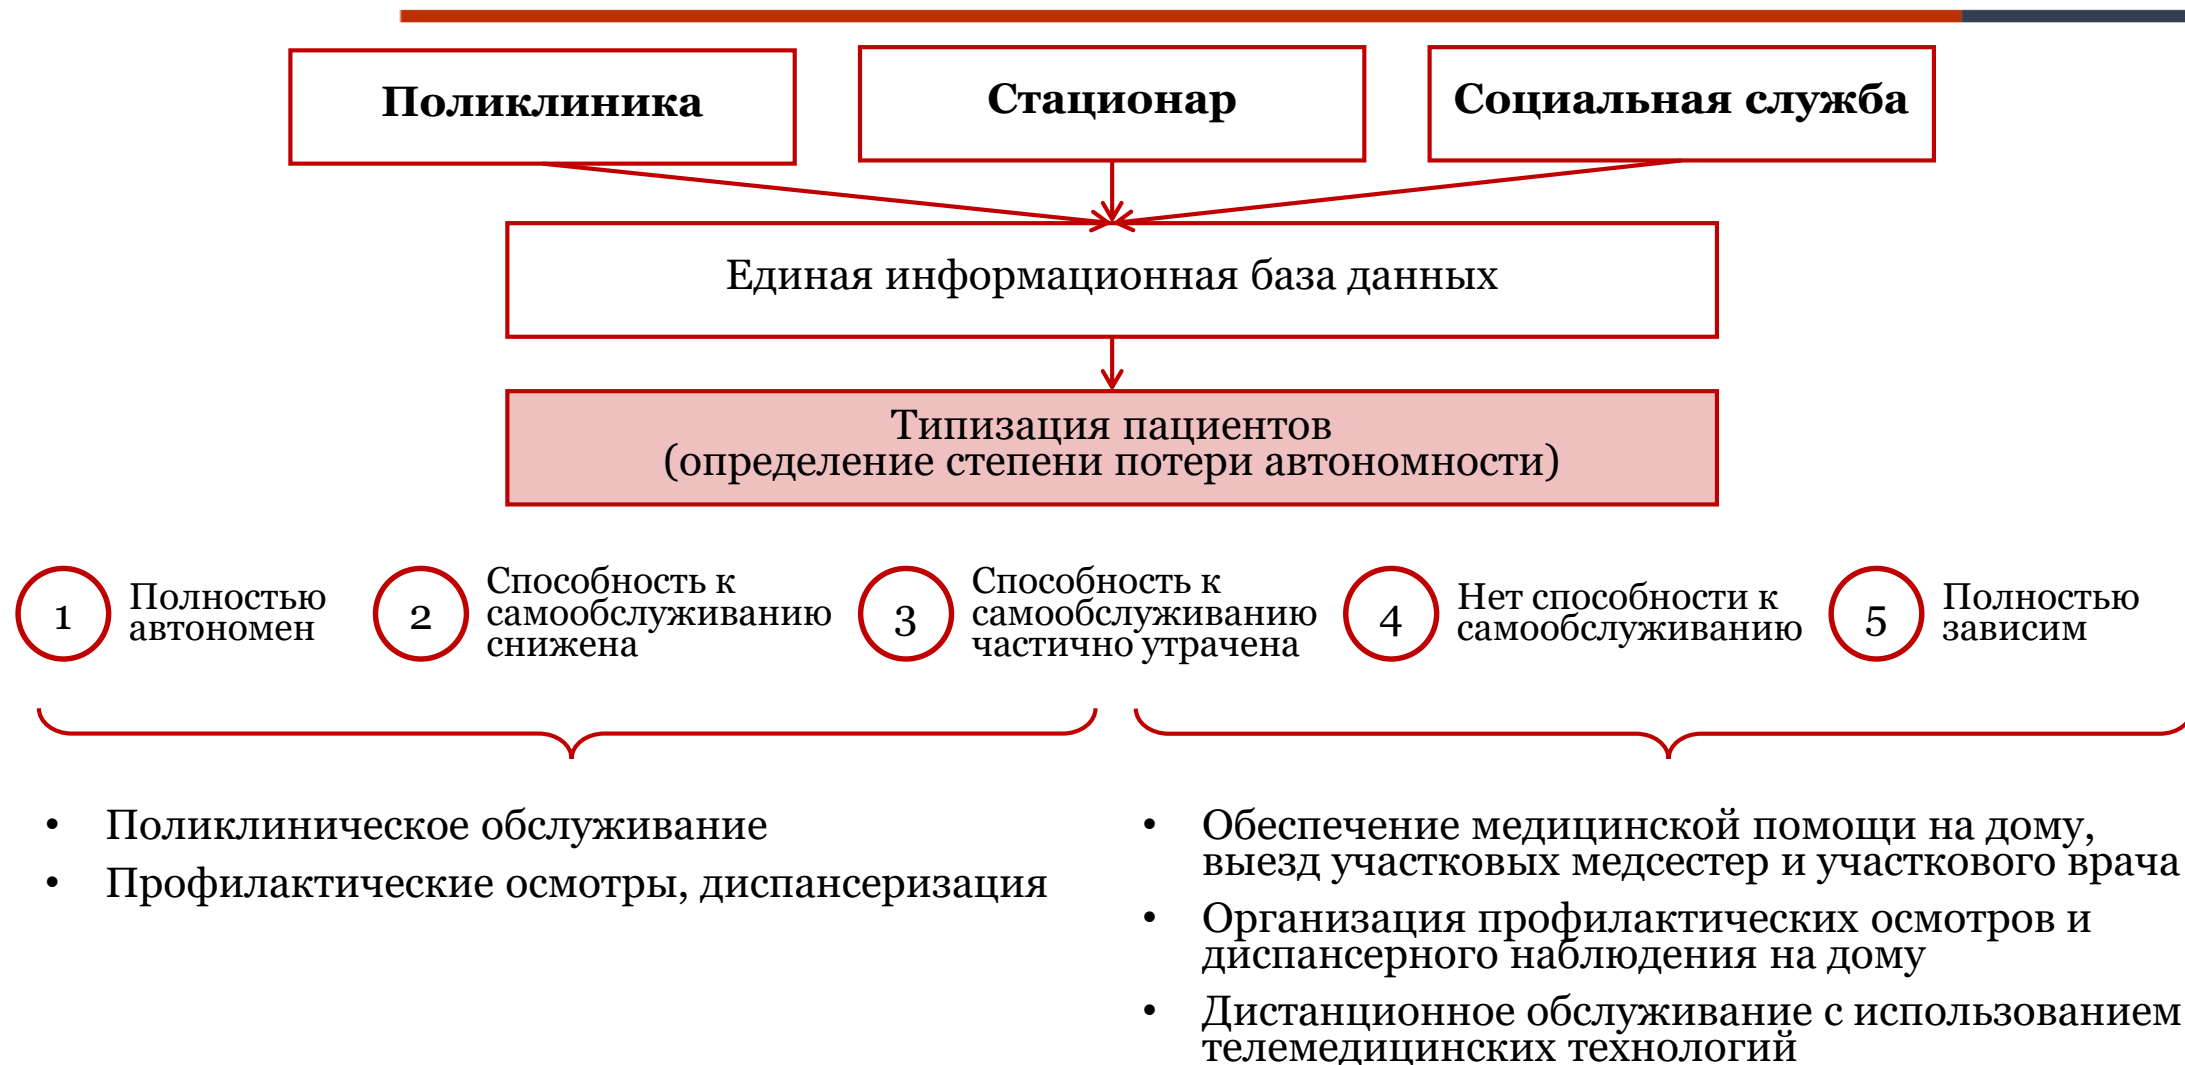 Поликлиника
Стационар
Социальная служба
Единая информационная база данных
Типизация пациентов
(определение степени потери автономности)
1
Полностью
автономен
2
Способность к
самообслуживанию
снижена
3
Способность к
самообслуживанию
частично утрачена
4
Нет способности к
самообслуживанию
5
Полностью
зависим
• Поликлиническое обслуживание
• Профилактические осмотры, диспансеризация
• Обеспечение медицинской помощи на дому,
выезд участковых медсестер и участкового врача
• Организация профилактических осмотров и
диспансерного наблюдения на дому
• Дистанционное обслуживание с использованием
телемедицинских технологий